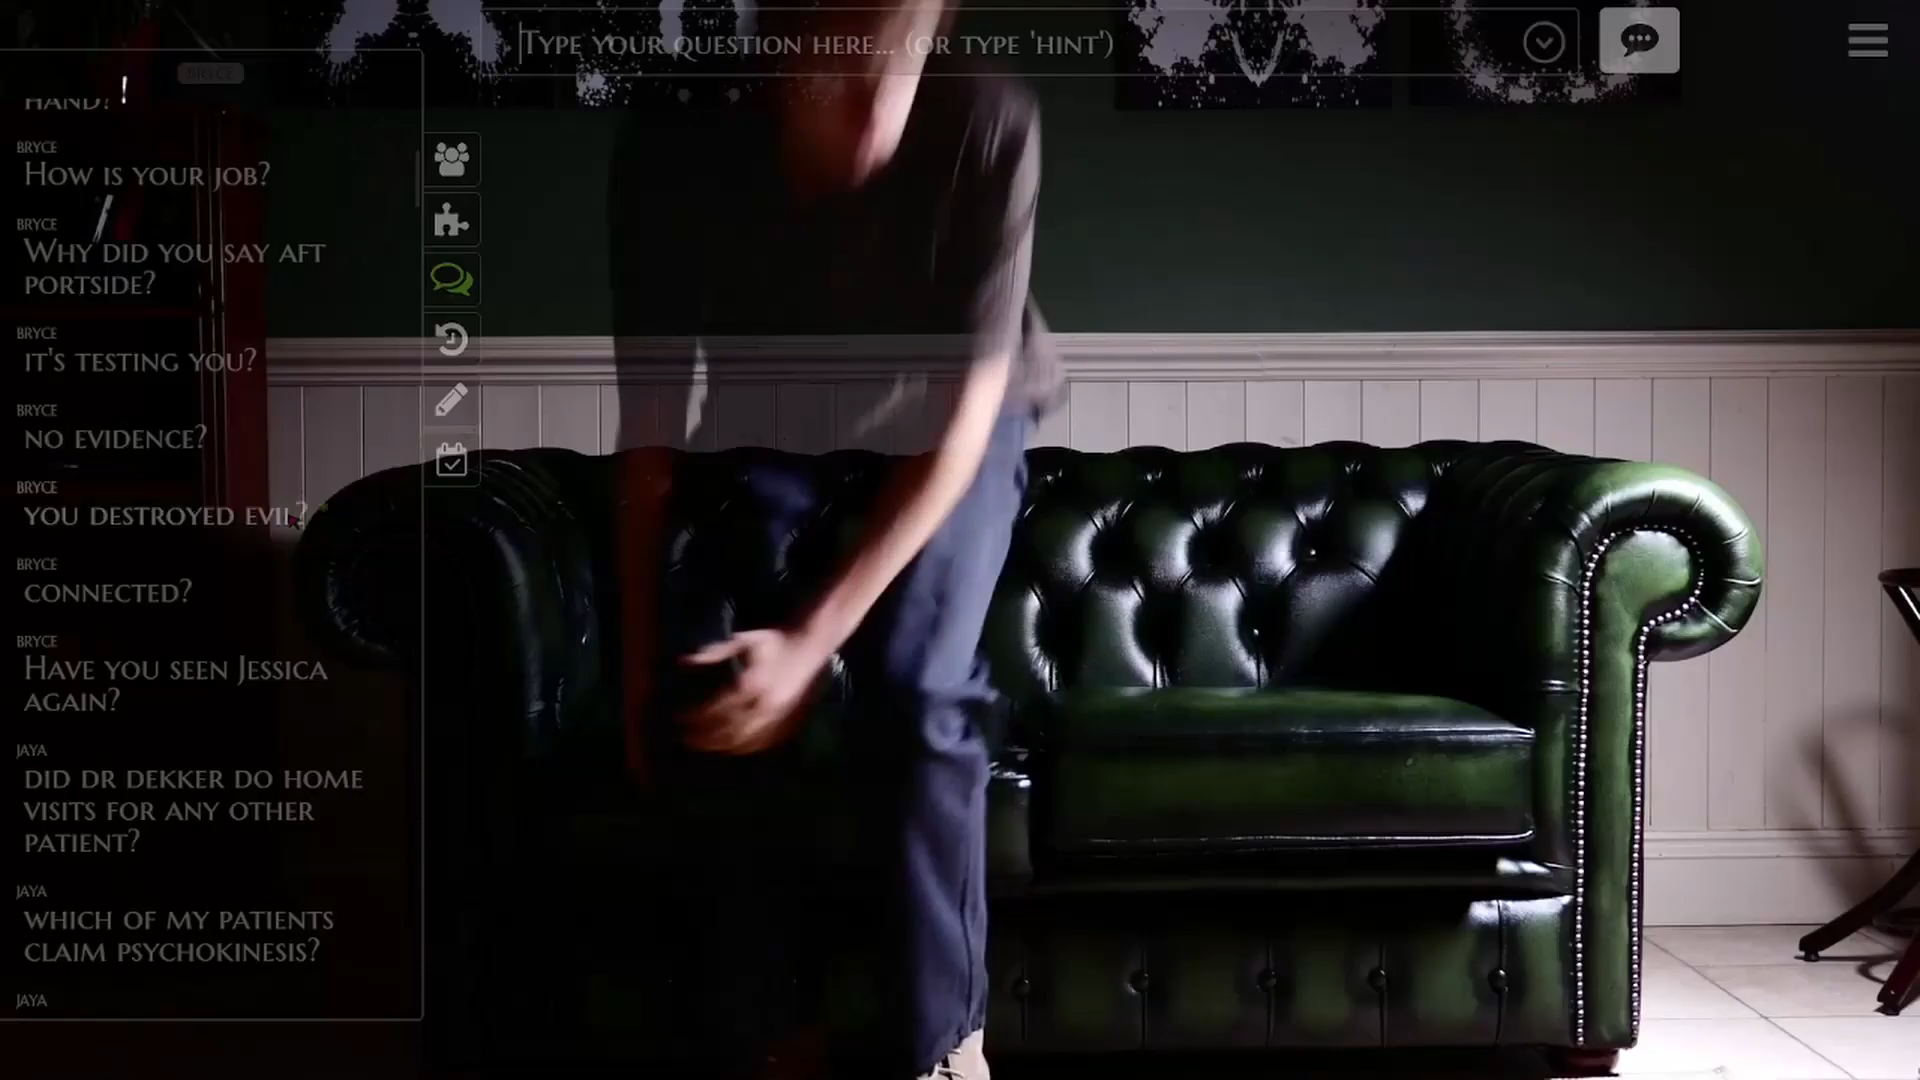 Type your question here... (or type 'hint')
BRYCE
HAND?
BRYCE
How is your job?
BRYCE
Why did you say aft
portside?
BRYCE
it's testing you?
BRYCE
no evidence?
BRYCE
you destroyed evil?
BRYCE
connected?
BRYCE
Have you seen Jessica
again?
JAYA
did dr dekker do home
visits for any other
patient?
JAYA
which of my patients
claim psychokinesis?
JAYA